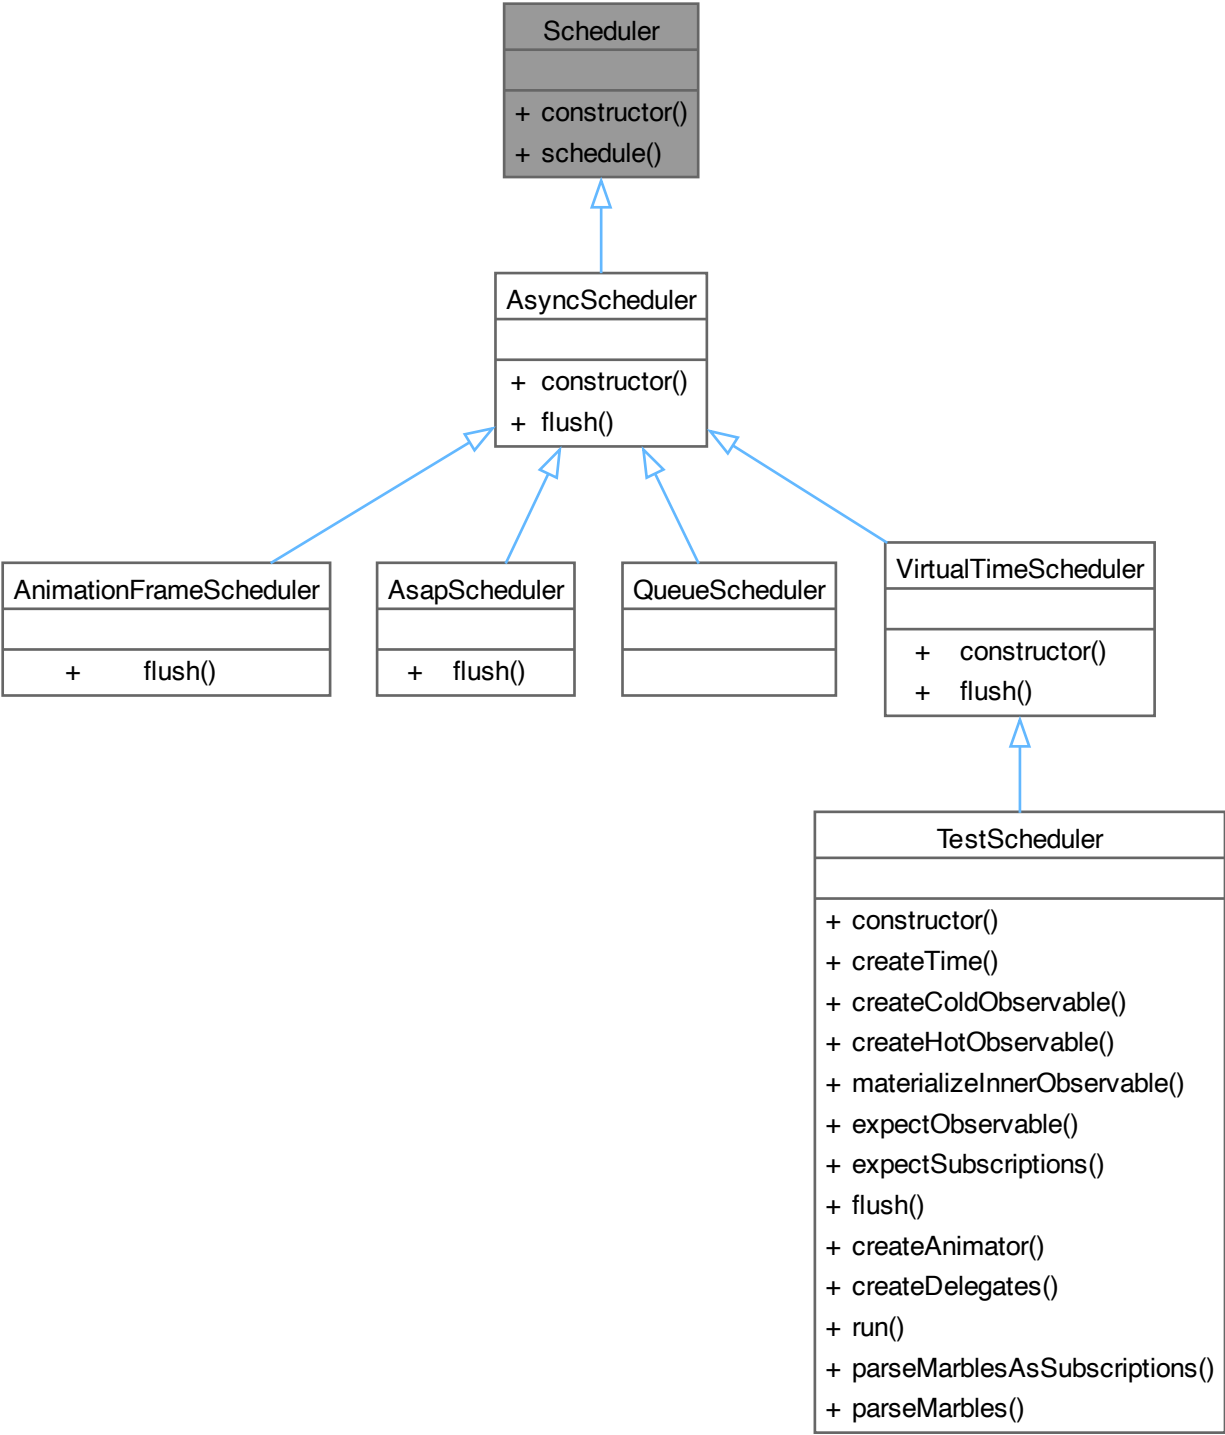 Scheduler
+ constructor()
+ schedule()
AsyncScheduler
+ constructor()
+ flush()
AnimationFrameScheduler
+ flush()
AsapScheduler
+ flush()
QueueScheduler
VirtualTimeScheduler
+ constructor()
+ flush()
TestScheduler
+ constructor()
+ createTime()
+ createColdObservable()
+ createHotObservable()
+ materializeInnerObservable()
+ expectObservable()
+ expectSubscriptions()
+ flush()
+ createAnimator()
+ createDelegates()
+ run()
+ parseMarblesAsSubscriptions()
+ parseMarbles()